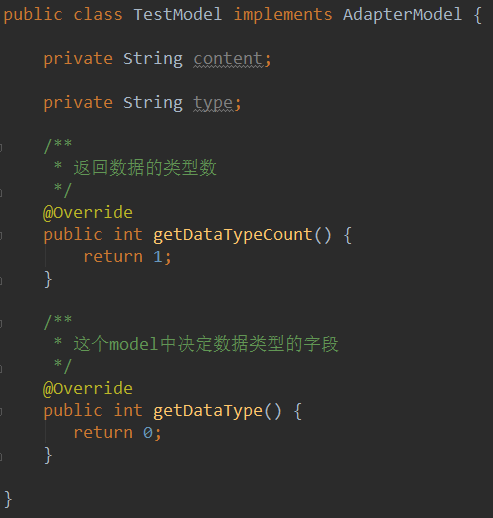 public class TestModel implements AdapterModel {
private String content;
private String type;
/**
* 返回数据的类型数
*/
@Override
public int getDataTypeCount() {
return 1;
}
/**
* 这个model中决定数据类型的字段
*/
@Override
public int getDataType() {
return 0;
}
}